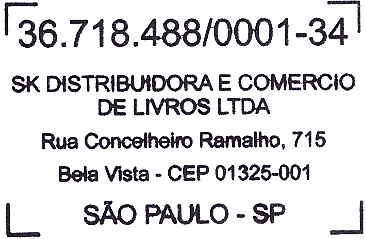 36.718.488/0001-34
SK DISTRIBUIDORA E COMERCIO
DE LIVROS LTDA
Rua Concelheiro Ramalho, 715
Bela Vista - CEP 01325-001
SÃO PAULO - SP